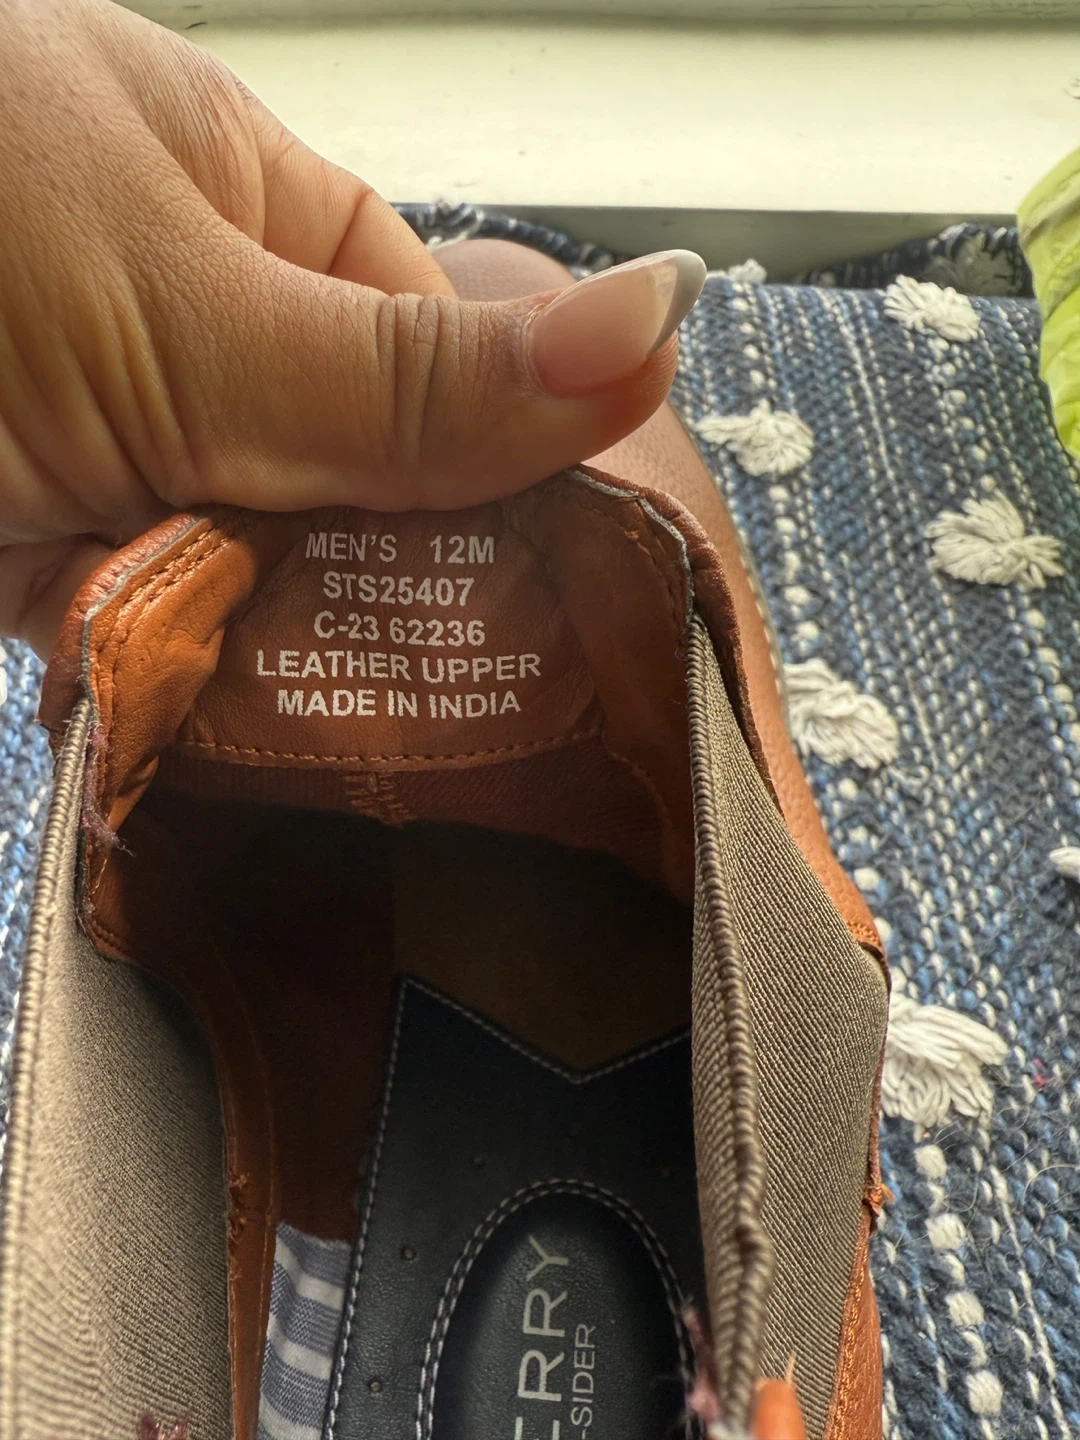 MEN'S 12M
STS25407
C-23 62236
LEATHER UPPER
MADE IN INDIA
ERRY
-SIDER